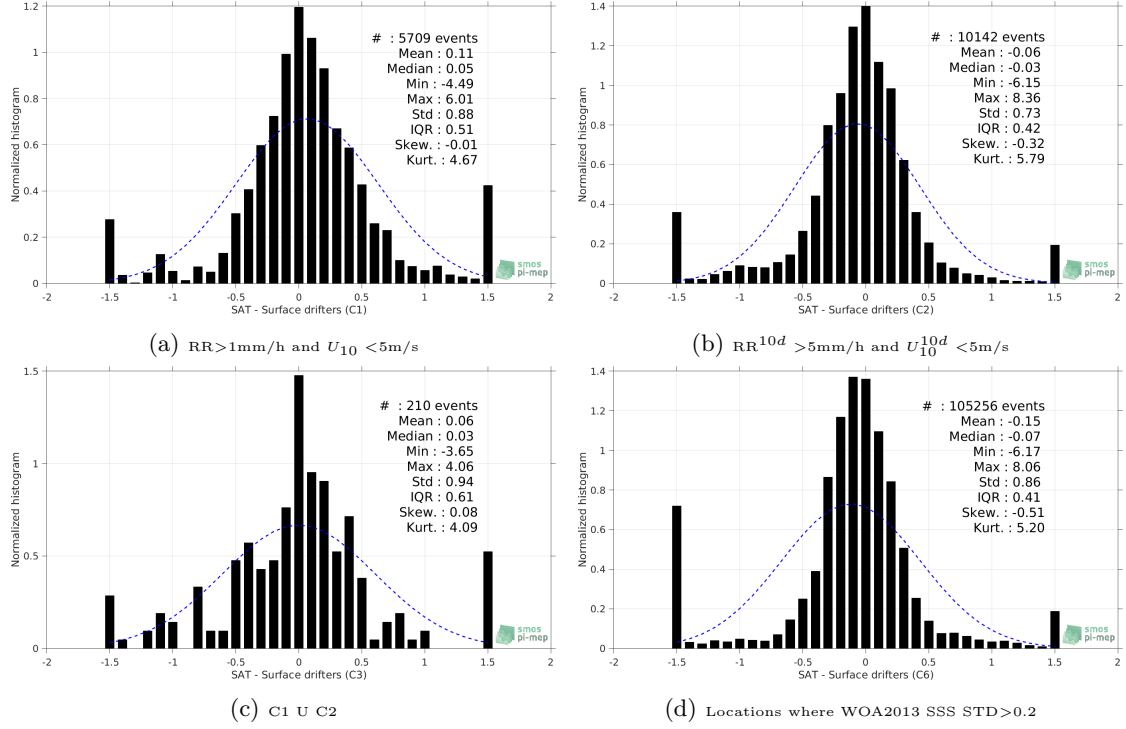 1.2
1
0.8
0.6
0.4
0.2
0
Normalized histogram
# : 5709 events
Mean : 0.11
Median : 0.05
Min : -4.49
Max : 6.01
Std : 0.88
IQR : 0.51
Skew. : -0.01
Kurt. : 4.67
smos
pi-mep
-2 -1.5 -1 -0.5 0 0.5 1 1.5 2
SAT - Surface drifters (C1)
(a) RR>1mm/h and U10 <5m/s
1.4
1.2
1
0.8
0.6
0.4
0.2
0
Normalized histogram
# : 10142 events
Mean : -0.06
Median : -0.03
Min : -6.15
Max : 8.36
Std : 0.73
IQR : 0.42
Skew. : -0.32
Kurt. : 5.79
smos
pi-mep
-2 -1.5 -1 -0.5 0 0.5 1 1.5 2
SAT - Surface drifters (C2)
(b) RR^10d >5mm/h and U10^10d <5m/s
1.5
1
0.5
0
Normalized histogram
# : 210 events
Mean : 0.06
Median : 0.03
Min : -3.65
Max : 4.06
Std : 0.94
IQR : 0.61
Skew. : 0.08
Kurt. : 4.09
smos
pi-mep
-2 -1.5 -1 -0.5 0 0.5 1 1.5 2
SAT - Surface drifters (C3)
(c) C1 U C2
1.4
1.2
1
0.8
0.6
0.4
0.2
0
Normalized histogram
# : 105256 events
Mean : -0.15
Median : -0.07
Min : -6.17
Max : 8.06
Std : 0.86
IQR : 0.41
Skew. : -0.51
Kurt. : 5.20
smos
pi-mep
-2 -1.5 -1 -0.5 0 0.5 1 1.5 2
SAT - Surface drifters (C6)
(d) Locations where WOA2013 SSS STD>0.2